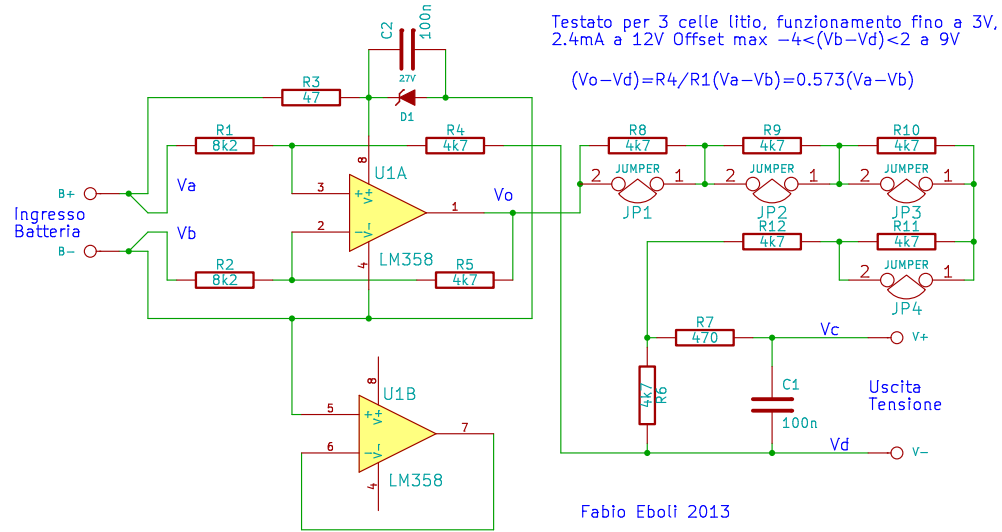 Testato per 3 celle litio, funzionamento fino a 3V,
2.4mA a 12V Offset max -4<(Vb-Vd)<2 a 9V
(Vo-Vd)=R4/R1(Va-Vb)=0.573(Va-Vb)
C2
100n
27V
D1
R3
47
R1
8k2
R4
4k7
R8
4k7
R9
4k7
R10
4k7
JUMPER
2 1
JP1
JUMPER
2 1
JP2
JUMPER
2 1
JP3
B+
Va
Ingresso
Batteria
Vb
B-
8
U1A
3
+
V+
1
2
-
V-
4
LM358
Vo
R2
8k2
R5
4k7
R12
4k7
R11
4k7
JUMPER
2 1
JP4
R7
470
Vc
V+
4k7
R6
C1
100n
Uscita
Tensione
Vd
V-
8
U1B
5
+
V+
7
6
-
V-
4
LM358
Fabio Eboli 2013